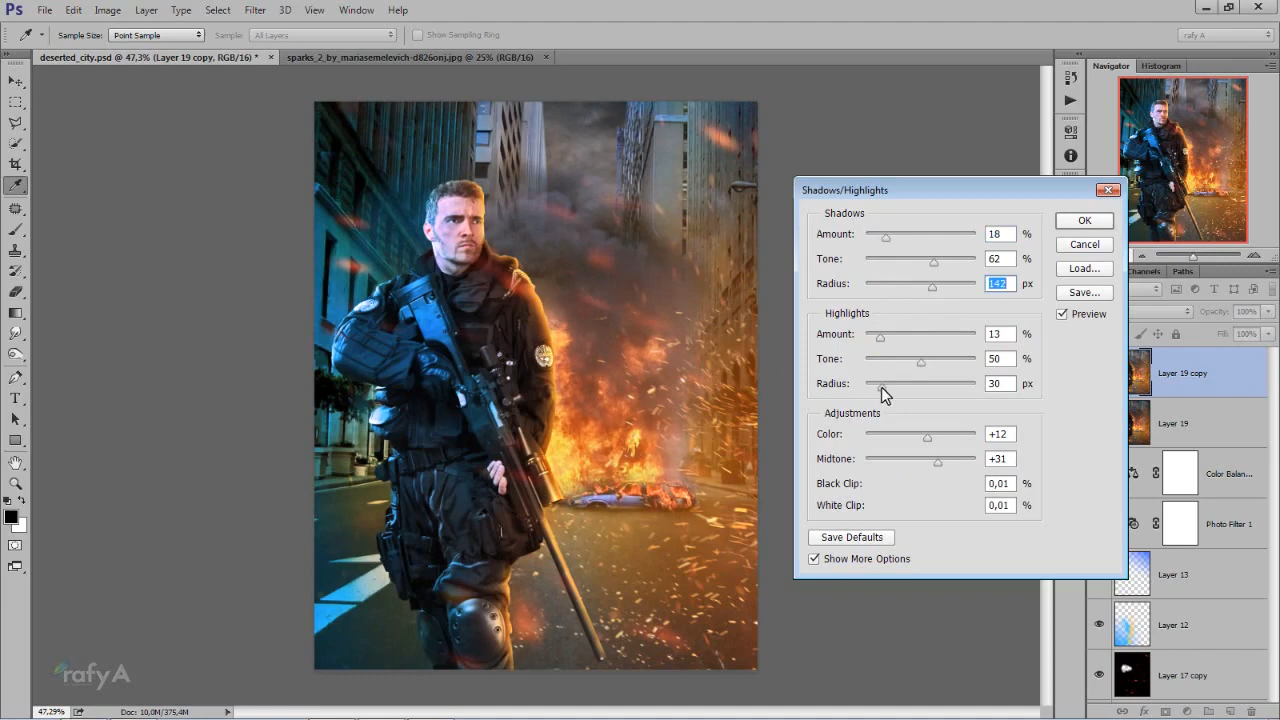 Ps File Edit Image Layer Type Select Filter 3D View Window Help
Sample Size: Point Sample Sample: All Layers Show Sampling Ring rafy A
deserted_city.psd @ 47,3% (Layer 19 copy, RGB/16) * × sparks_2_by_mariasemelevich-d826onj.jpg @ 25% (RGB/16) ×
Navigator Histogram
Shadows/Highlights
Shadows
Amount: 18 %
Tone: 62 %
Radius: 142 px
Highlights
Amount: 13 %
Tone: 50 %
Radius: 30 px
Adjustments
Color: +12
Midtone: +31
Black Clip: 0,01 %
White Clip: 0,01 %
Save Defaults
Show More Options
OK
Cancel
Load...
Save...
Preview
Channels Paths
Opacity: 100%
Fill: 100%
Layer 19 copy
Layer 19
Color Balan...
Photo Filter 1
Layer 13
Layer 12
Layer 17 copy
rafy A
47,29% Doc: 10,0M/375,4M